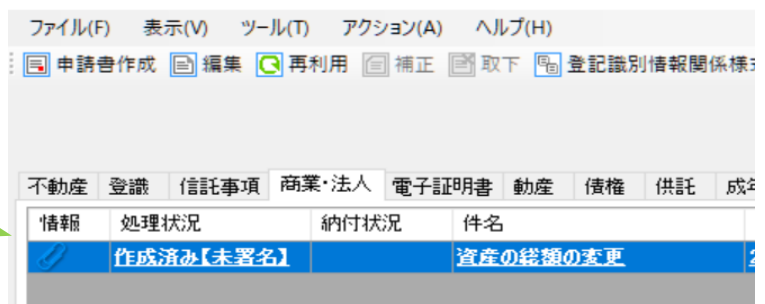 ファイル(F) 表示(V) ツール(T) アクション(A) ヘルプ(H)
申請書作成 編集 再利用 補正 取下 登記識別情報関係様
不動産 登識 信託事項 商業・法人 電子証明書 動産 債権 供託 成年
情報 処理状況 納付状況 件名
作成済み【未署名】 資産の総額の変更 2